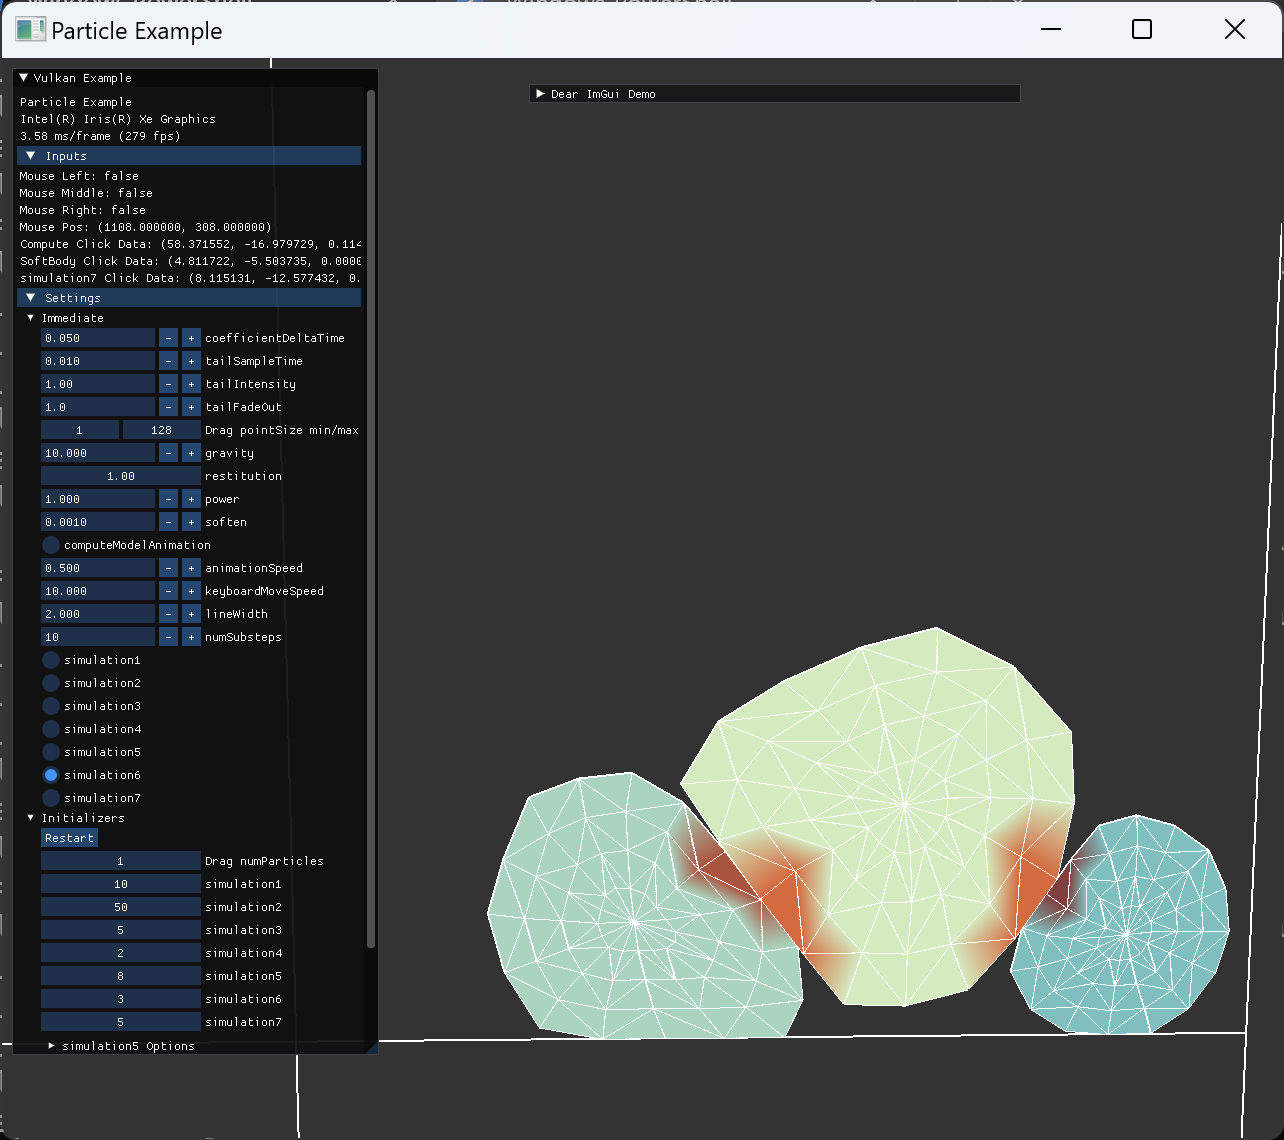 Particle Example
Vulkan Example
Particle Example
Intel(R) Iris(R) Xe Graphics
3.58 ms/frame (279 fps)
Inputs
Mouse Left: false
Mouse Middle: false
Mouse Right: false
Mouse Pos: (1108.000000, 308.000000)
Compute Click Data: (58.371552, -16.979729, 0.114
SoftBody Click Data: (4.811722, -5.503735, 0.0000
simulation7 Click Data: (8.115131, -12.577432, 0.
Settings
Immediate
0.050 - + coefficientDeltaTime
0.010 - + tailSampleTime
1.00 - + tailIntensity
1.0 - + tailFadeOut
1 128 Drag pointSize min/max
10.000 - + gravity
1.00 restitution
1.000 - + power
0.0010 - + soften
computeModelAnimation
0.500 - + animationSpeed
10.000 - + keyboardMoveSpeed
2.000 - + lineWidth
10 - + numSubsteps
simulation1
simulation2
simulation3
simulation4
simulation5
simulation6
simulation7
Initializers
Restart
1 Drag numParticles
10 simulation1
50 simulation2
5 simulation3
2 simulation4
8 simulation5
3 simulation6
5 simulation7
simulation5 Options
Dear ImGui Demo